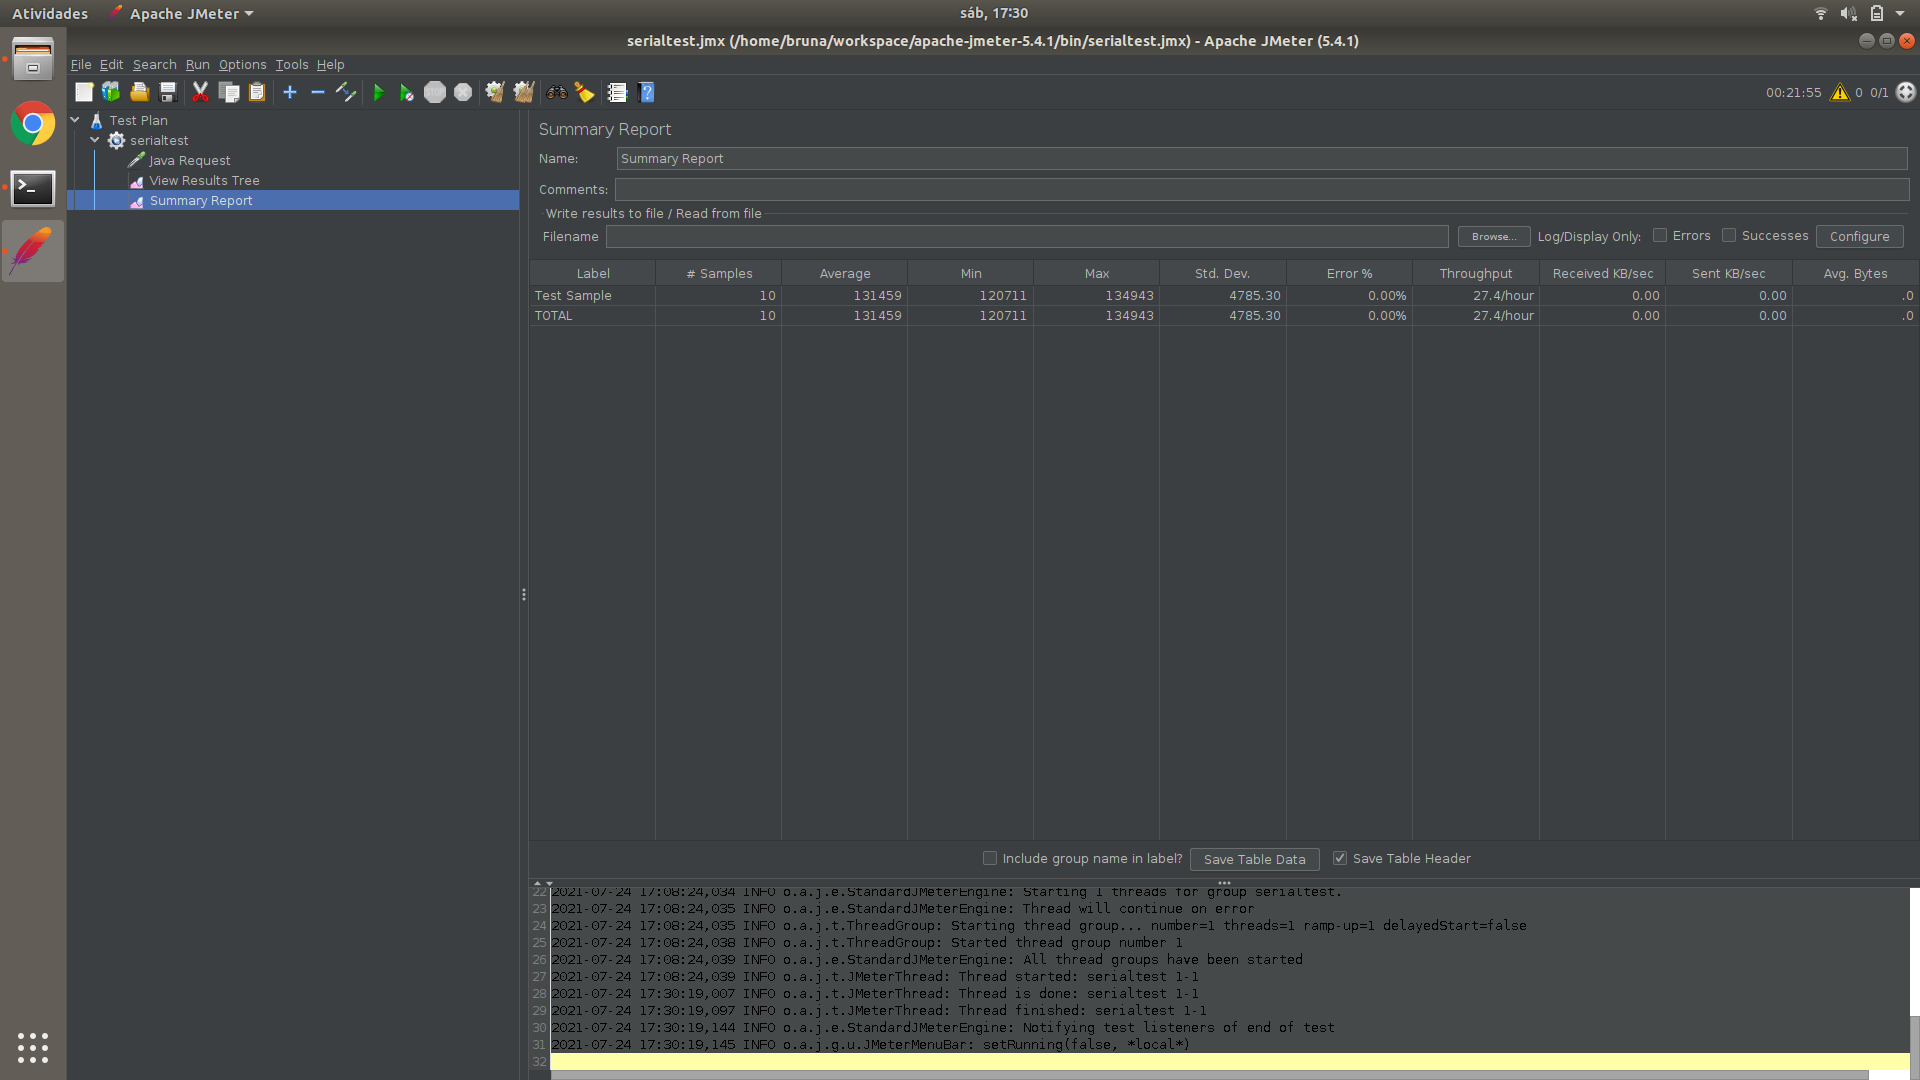 Atividades Apache JMeter sáb, 17:30
serialtest.jmx (/home/bruna/workspace/apache-jmeter-5.4.1/bin/serialtest.jmx) - Apache JMeter (5.4.1)
File Edit Search Run Options Tools Help
00:21:55 0 0/1
Test Plan
serialtest
Java Request
View Results Tree
Summary Report
Summary Report
Name: Summary Report
Comments:
Write results to file / Read from file
Filename Browse... Log/Display Only: Errors Successes Configure
Label # Samples Average Min Max Std. Dev. Error % Throughput Received KB/sec Sent KB/sec Avg. Bytes
Test Sample 10 131459 120711 134943 4785.30 0.00% 27.4/hour 0.00 0.00 .0
TOTAL 10 131459 120711 134943 4785.30 0.00% 27.4/hour 0.00 0.00 .0
Include group name in label? Save Table Data Save Table Header
22 2021-07-24 17:08:24,034 INFO o.a.j.e.StandardJMeterEngine: Starting 1 threads for group serialtest.
23 2021-07-24 17:08:24,035 INFO o.a.j.e.StandardJMeterEngine: Thread will continue on error
24 2021-07-24 17:08:24,035 INFO o.a.j.t.ThreadGroup: Starting thread group... number=1 threads=1 ramp-up=1 delayedStart=false
25 2021-07-24 17:08:24,038 INFO o.a.j.t.ThreadGroup: Started thread group number 1
26 2021-07-24 17:08:24,039 INFO o.a.j.e.StandardJMeterEngine: All thread groups have been started
27 2021-07-24 17:08:24,039 INFO o.a.j.t.JMeterThread: Thread started: serialtest 1-1
28 2021-07-24 17:30:19,007 INFO o.a.j.t.JMeterThread: Thread is done: serialtest 1-1
29 2021-07-24 17:30:19,097 INFO o.a.j.t.JMeterThread: Thread finished: serialtest 1-1
30 2021-07-24 17:30:19,144 INFO o.a.j.e.StandardJMeterEngine: Notifying test listeners of end of test
31 2021-07-24 17:30:19,145 INFO o.a.j.g.u.JMeterMenuBar: setRunning(false, *local*)
32